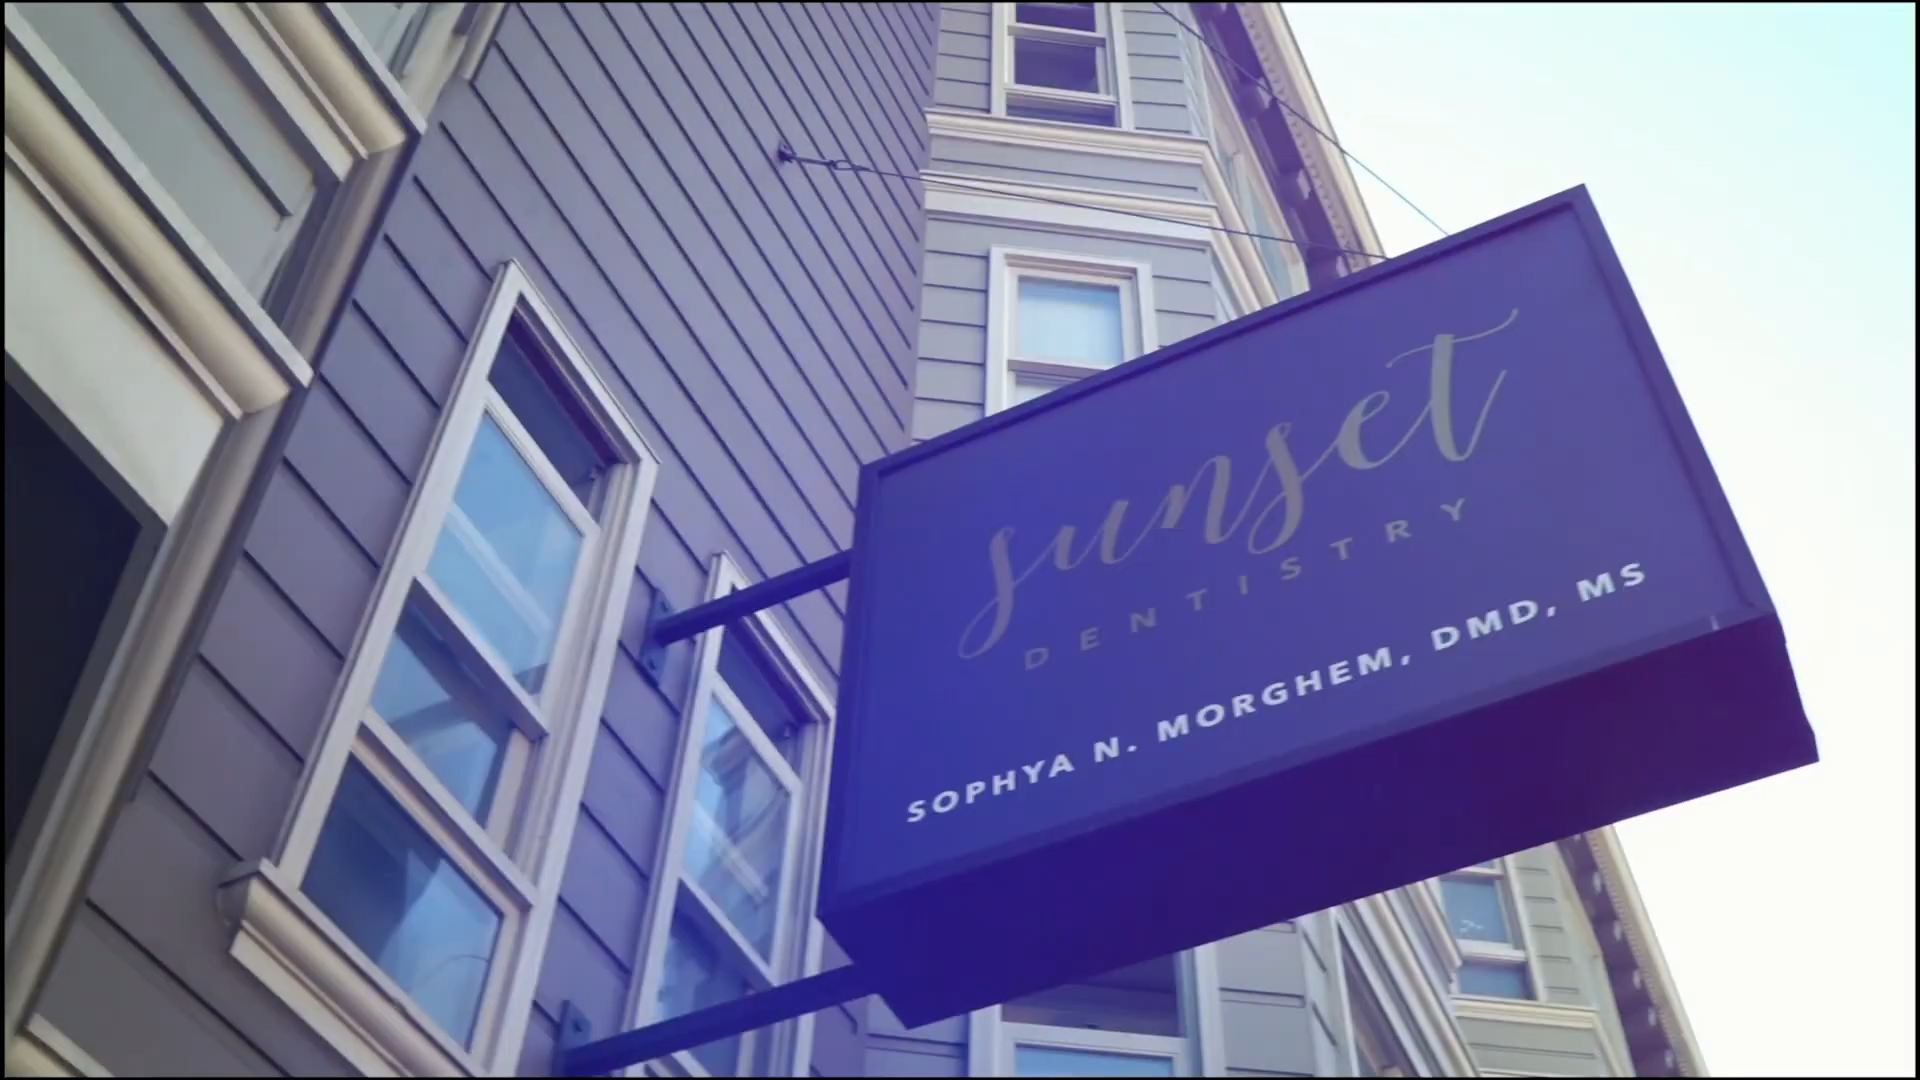 sunset
DENTISTRY
SOPHYA N. MORGHEM, DMD, MS